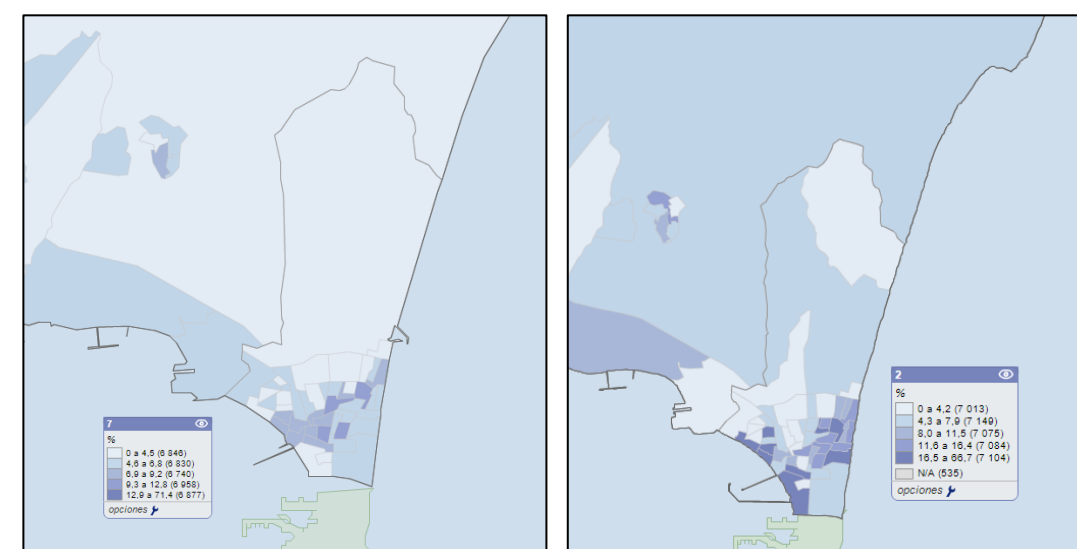 7
%
0 a 4,5 (6 846)
4,6 a 6,8 (6 830)
6,9 a 9,2 (6 740)
9,3 a 12,8 (6 958)
12,9 a 71,4 (6 877)
opciones
2
%
0 a 4,2 (7 013)
4,3 a 7,9 (7 149)
8,0 a 11,5 (7 075)
11,6 a 16,4 (7 084)
16,5 a 66,7 (7 104)
N/A (535)
opciones